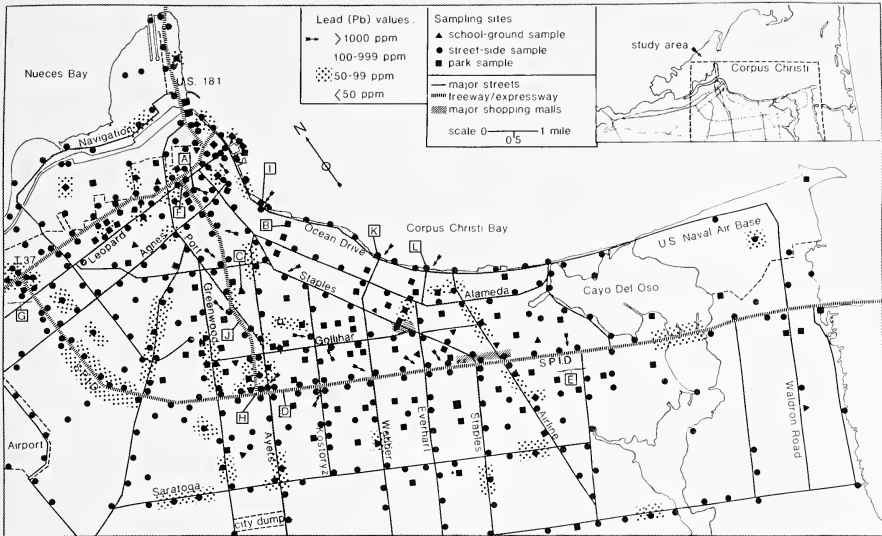 Lead (Pb) values.
>1000 ppm
100-999 ppm
50-99 ppm
<50 ppm
Sampling sites
school-ground sample
street-side sample
park sample
major streets
freeway/expressway
major shopping malls
scale 0 1 mile
0.5
study area
Corpus Christi
Nueces Bay
U.S. 181
Navigation
N
A
F
I
B
Ocean Drive
K
L
Corpus Christi Bay
U.S. Naval Air Base
Leopard
Agnes
Port
C
Staples
Alameda
Cayo Del Oso
I.37
G
Greenwood
J
Gollihar
S.P.I.D.
E
H
D
Airport
Ayers
Kostoryz
Weber
Everhart
Staples
Airline
Waldron Road
Saratoga
city dump